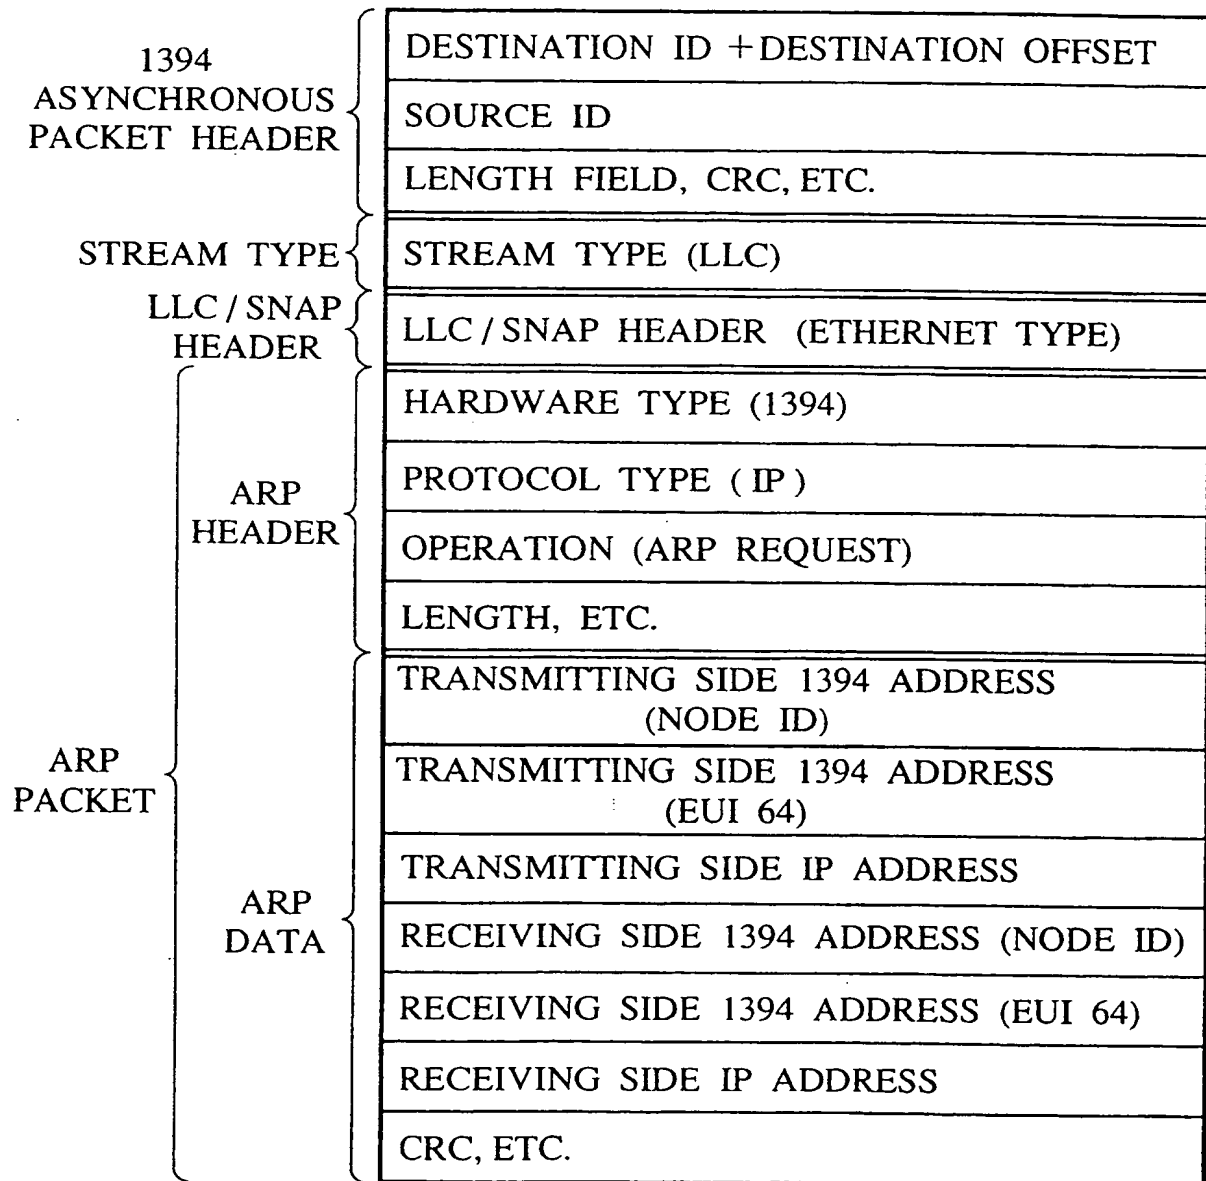 1394
ASYNCHRONOUS
PACKET HEADER
DESTINATION ID +DESTINATION OFFSET
SOURCE ID
LENGTH FIELD, CRC, ETC.
STREAM TYPE
STREAM TYPE (LLC)
LLC / SNAP
HEADER
LLC / SNAP HEADER (ETHERNET TYPE)
ARP
PACKET
ARP
HEADER
HARDWARE TYPE (1394)
PROTOCOL TYPE ( IP )
OPERATION (ARP REQUEST)
LENGTH, ETC.
ARP
DATA
TRANSMITTING SIDE 1394 ADDRESS
(NODE ID)
TRANSMITTING SIDE 1394 ADDRESS
(EUI 64)
TRANSMITTING SIDE IP ADDRESS
RECEIVING SIDE 1394 ADDRESS (NODE ID)
RECEIVING SIDE 1394 ADDRESS (EUI 64)
RECEIVING SIDE IP ADDRESS
CRC, ETC.